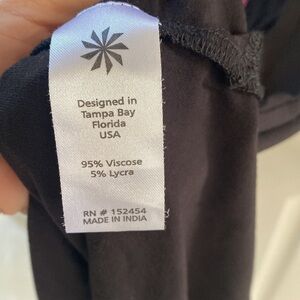 Designed in
Tampa Bay
Florida
USA
95% Viscose
5% Lycra
RN # 152454
MADE IN INDIA